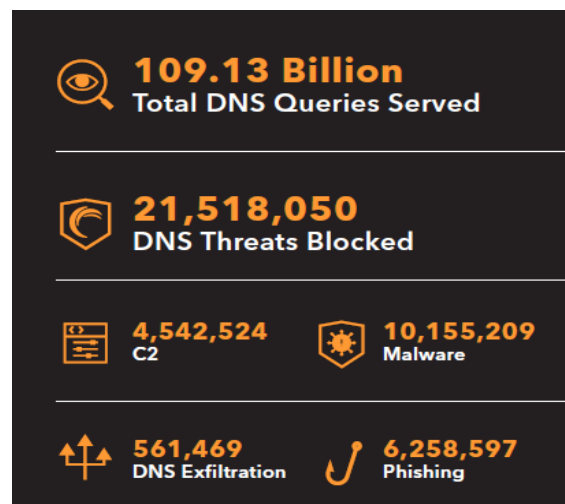 109.13 Billion
Total DNS Queries Served
21,518,050
DNS Threats Blocked
4,542,524
C2
10,155,209
Malware
561,469
DNS Exfiltration
6,258,597
Phishing